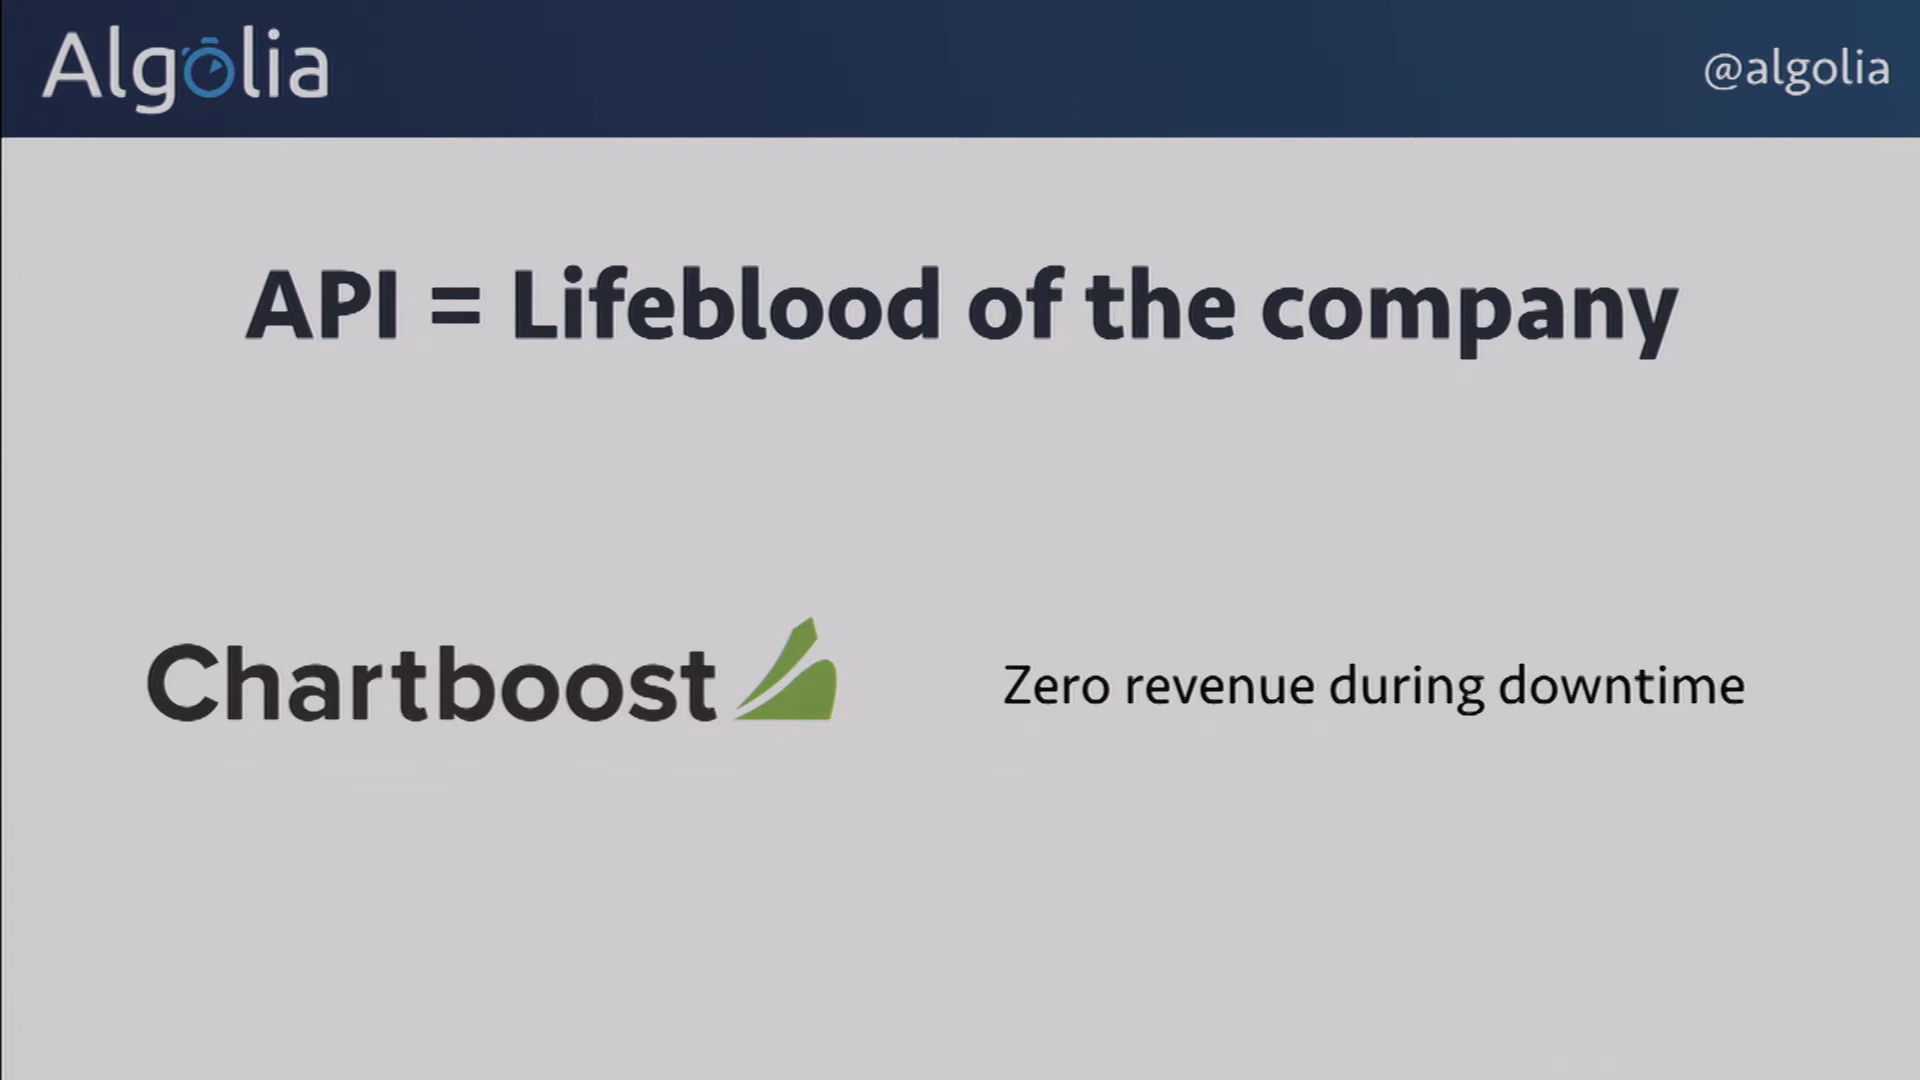 Algolia
@algolia
API = Lifeblood of the company
Chartboost
Zero revenue during downtime